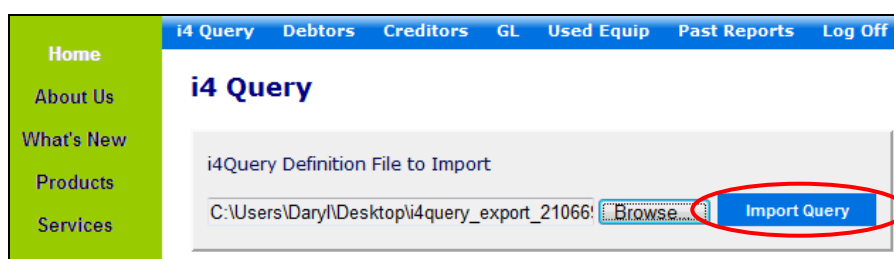 i4 Query Debtors Creditors GL Used Equip Past Reports Log Off
Home
About Us
What's New
Products
Services
i4 Query
i4Query Definition File to Import
C:\Users\Daryl\Desktop\i4query_export_21066 Browse... Import Query